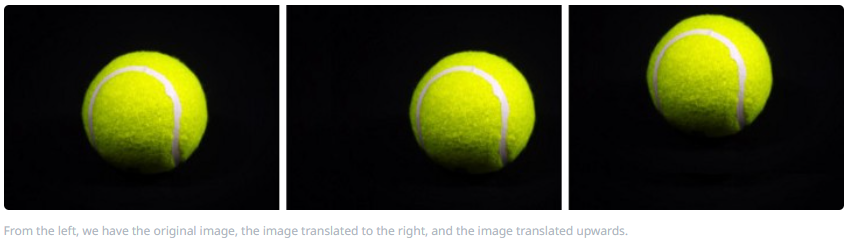 From the left, we have the original image, the image translated to the right, and the image translated upwards.